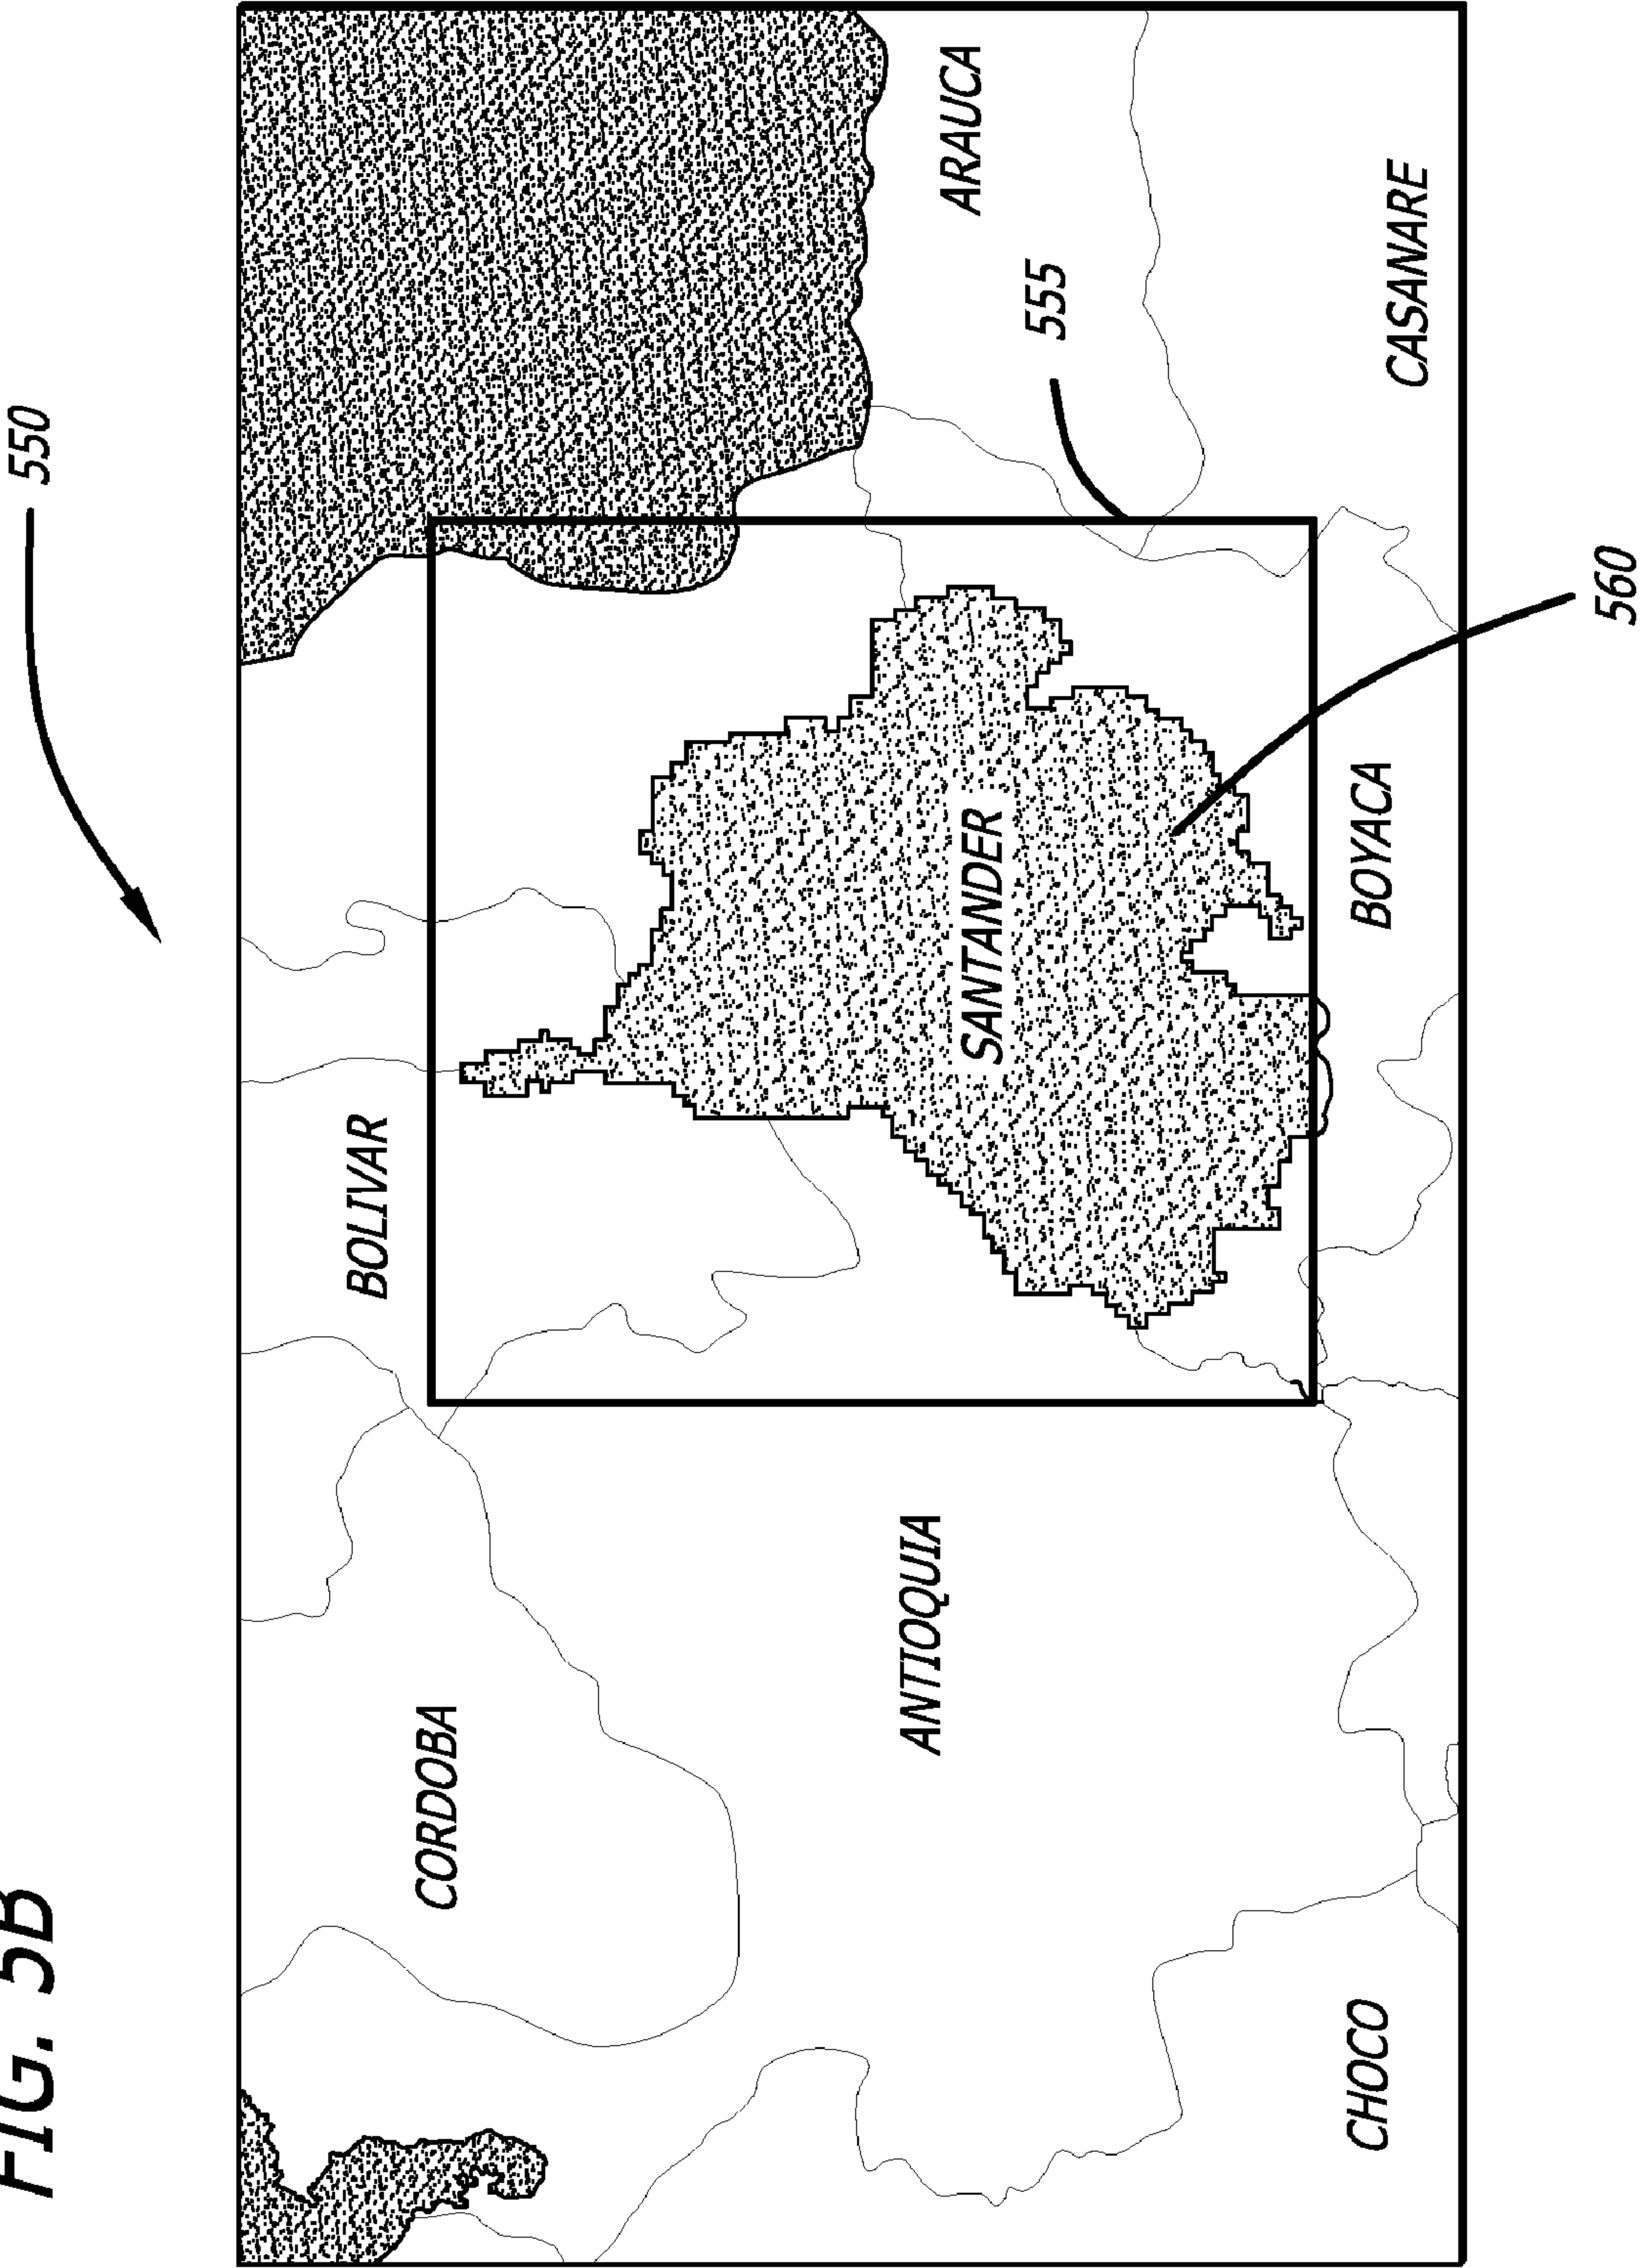 FIG. 5B
550
BOLIVAR
CORDOBA
ARAUCA
555
SANTANDER
ANTIOQUIA
CASANARE
BOYACA
CHOCO
560